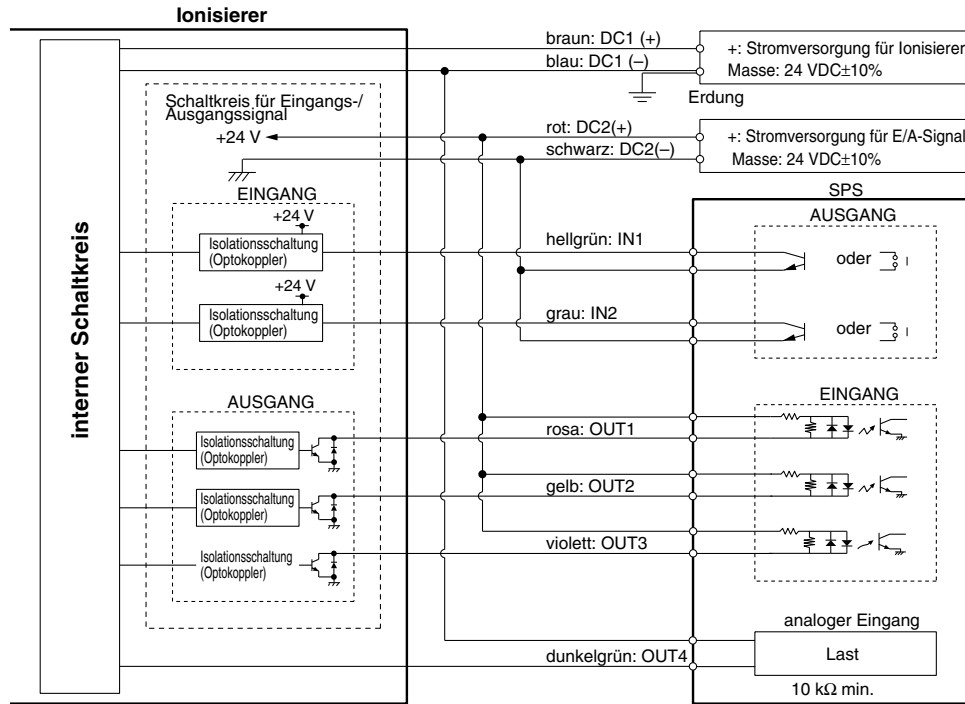 Ionisierer
braun: DC1 (+)
blau: DC1 (–)
+: Stromversorgung für Ionisierer
Masse: 24 VDC±10%
Erdung
Schaltkreis für Eingangs-/
Ausgangssignal
+24 V
rot: DC2(+)
schwarz: DC2(–)
+: Stromversorgung für E/A-Signal
Masse: 24 VDC±10%
SPS
EINGANG
AUSGANG
+24 V
Isolationsschaltung
(Optokoppler)
hellgrün: IN1
oder
+24 V
Isolationsschaltung
(Optokoppler)
grau: IN2
oder
interner Schaltkreis
AUSGANG
EINGANG
Isolationsschaltung
(Optokoppler)
rosa: OUT1
Isolationsschaltung
(Optokoppler)
gelb: OUT2
Isolationsschaltung
(Optokoppler)
violett: OUT3
analoger Eingang
dunkelgrün: OUT4
Last
10 kΩ min.